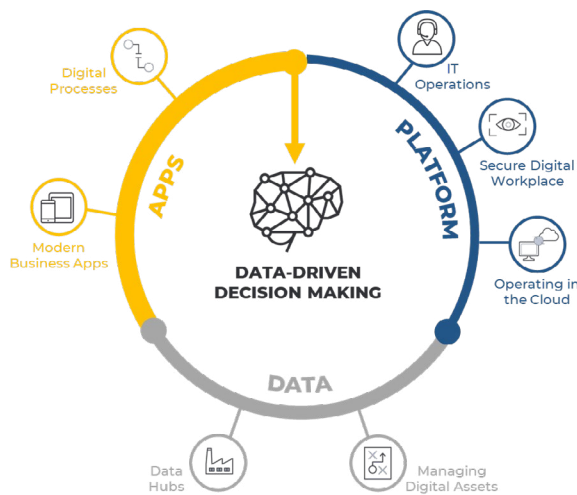 Digital
Processes
IT
Operations
APPS
PLATFORM
Secure Digital
Workplace
Modern
Business Apps
DATA-DRIVEN
DECISION MAKING
Operating in
the Cloud
DATA
Data
Hubs
Managing
Digital Assets